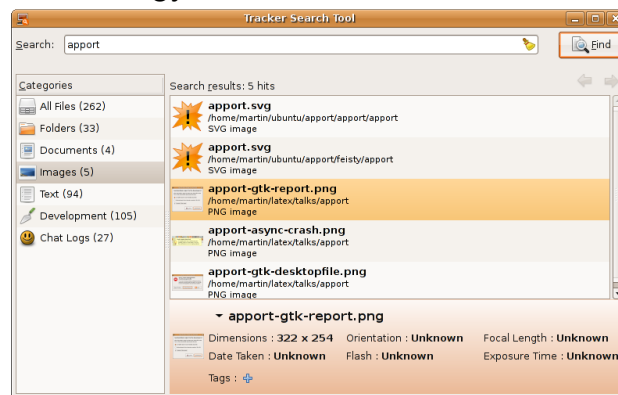 Tracker Search Tool
Search: apport
Find
Categories
Search results: 5 hits
All Files (262)
Folders (33)
Documents (4)
Images (5)
Text (94)
Development (105)
Chat Logs (27)
apport.svg
/home/martin/ubuntu/apport/apport/apport
SVG image
apport.svg
/home/martin/ubuntu/apport/feisty/apport
SVG image
apport-gtk-report.png
/home/martin/latex/talks/apport
PNG image
apport-async-crash.png
/home/martin/latex/talks/apport
PNG image
apport-gtk-desktopfile.png
/home/martin/latex/talks/apport
PNG image
apport-gtk-report.png
Dimensions : 322 x 254 Orientation : Unknown Focal Length : Unknown
Date Taken : Unknown Flash : Unknown Exposure Time : Unknown
Tags :